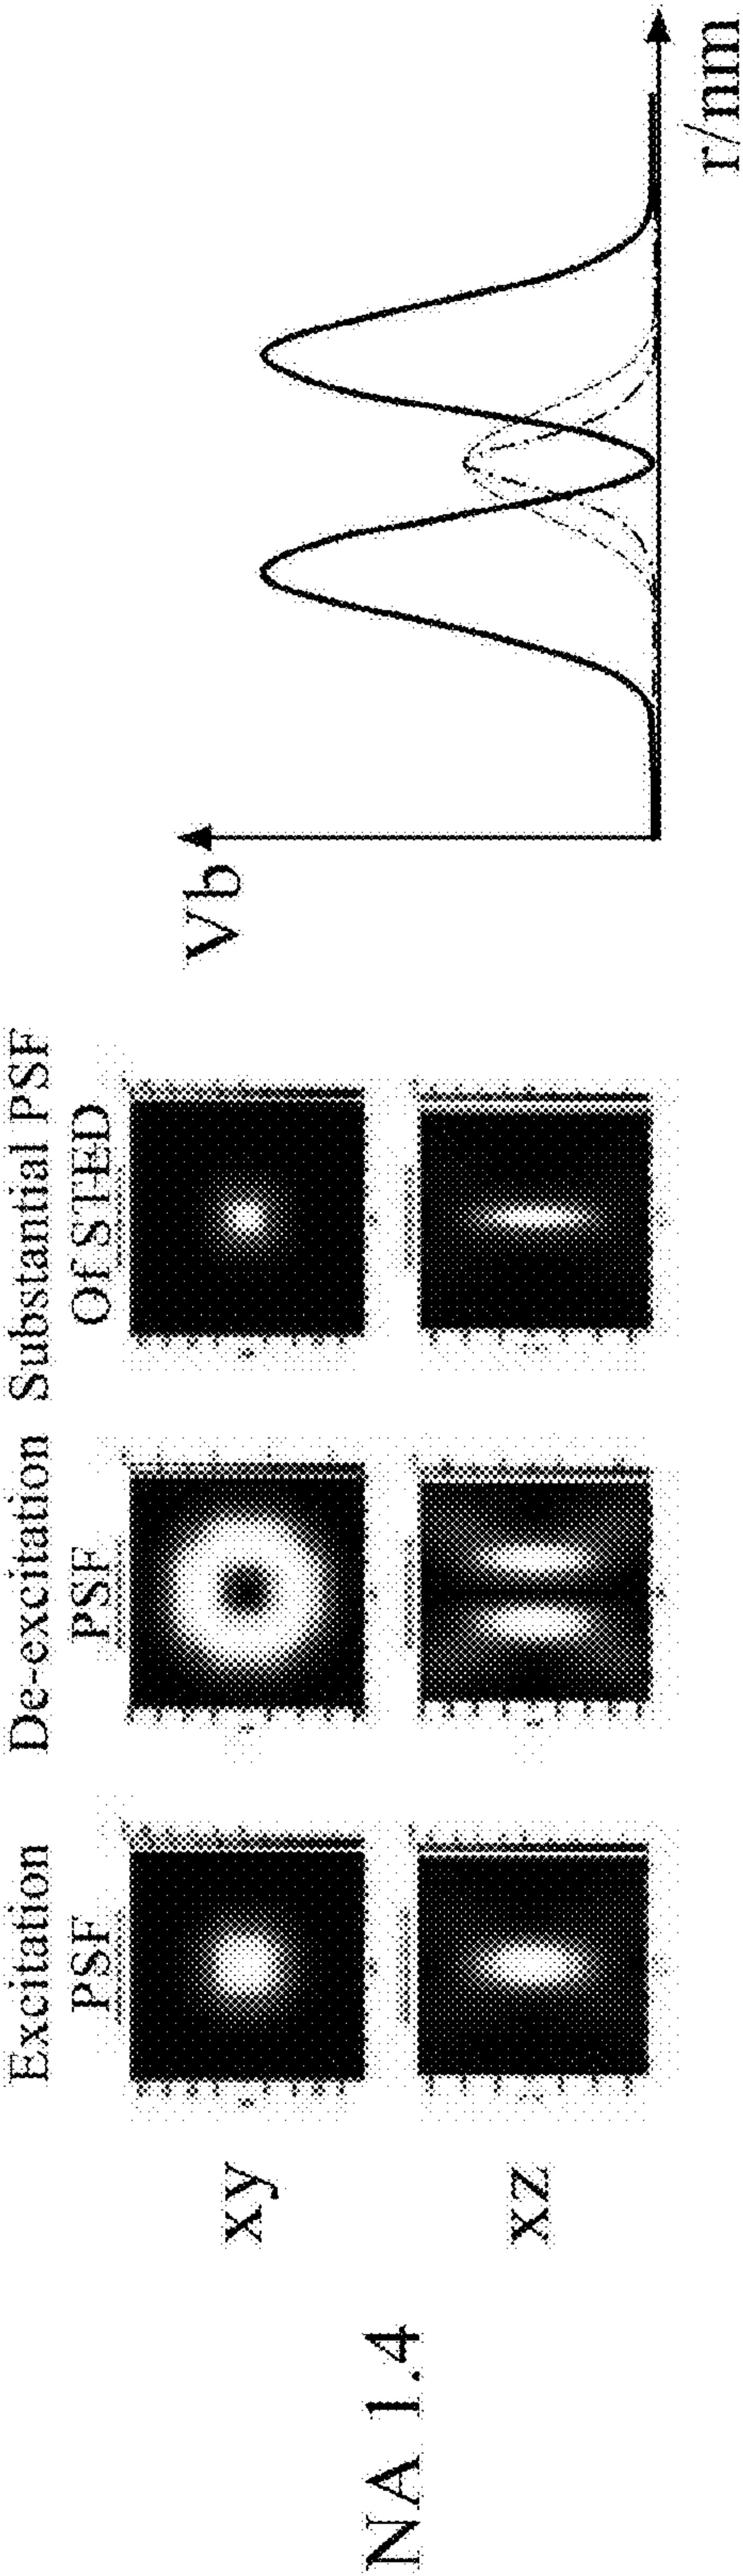 Excitation
PSF
De-excitation
PSF
Substantial PSF
Of STED
xy
xz
NA 1.4
Vb
r/nm